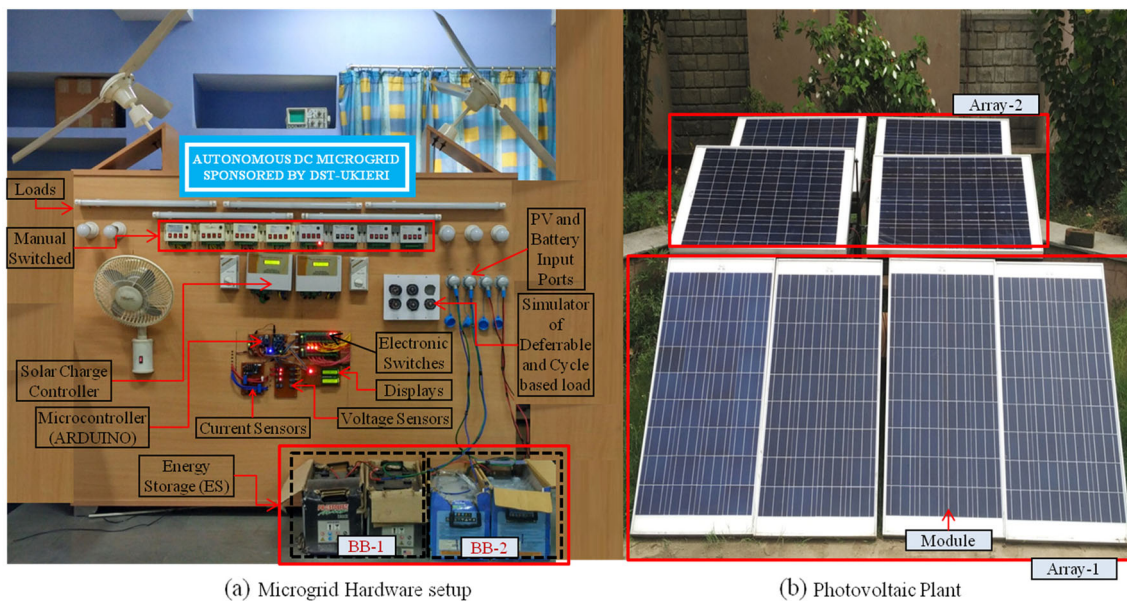 AUTONOMOUS DC MICROGRID
SPONSORED BY DST-UKIERI
Loads
Manual
Switched
PV and
Battery
Input
Ports
Simulator
of
Deferrable
and Cycle
based load
Electronic
Switches
Solar Charge
Controller
Displays
Microcontroller
(ARDUINO)
Current Sensors
Voltage Sensors
Energy
Storage (ES)
BB-1
BB-2
(a) Microgrid Hardware setup
Array-2
Module
Array-1
(b) Photovoltaic Plant